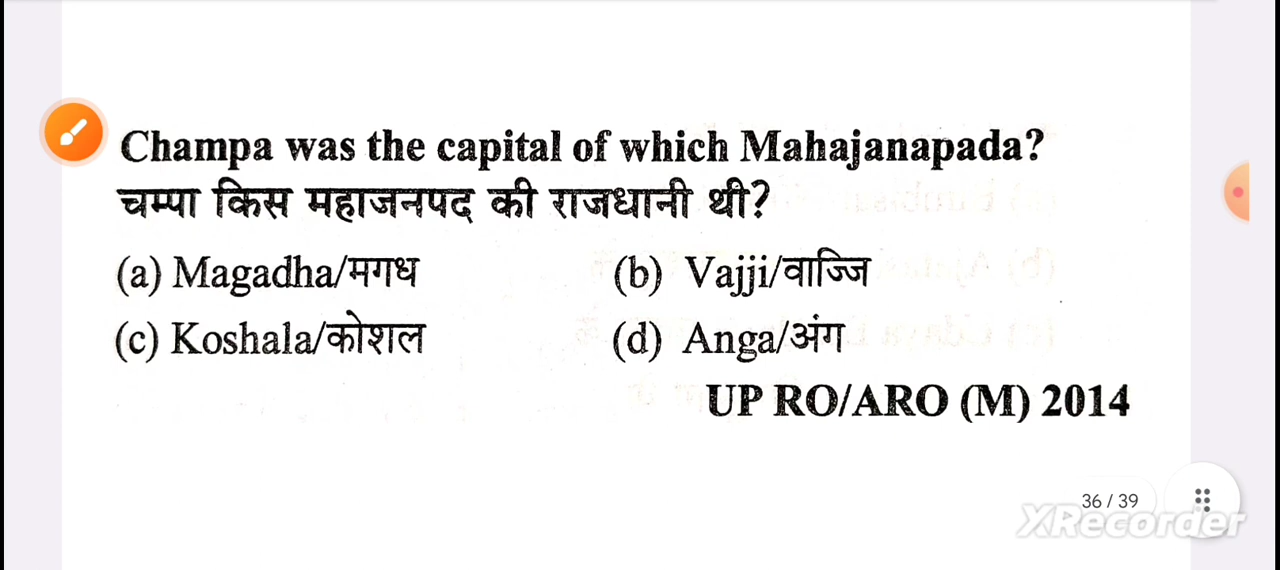 Champa was the capital of which Mahajanapada?
चम्पा किस महाजनपद की राजधानी थी?
(a) Magadha/मगध (b) Vajji/वाज्जि
(c) Koshala/कोशल (d) Anga/अंग
UP RO/ARO (M) 2014
36 / 39
XRecorder